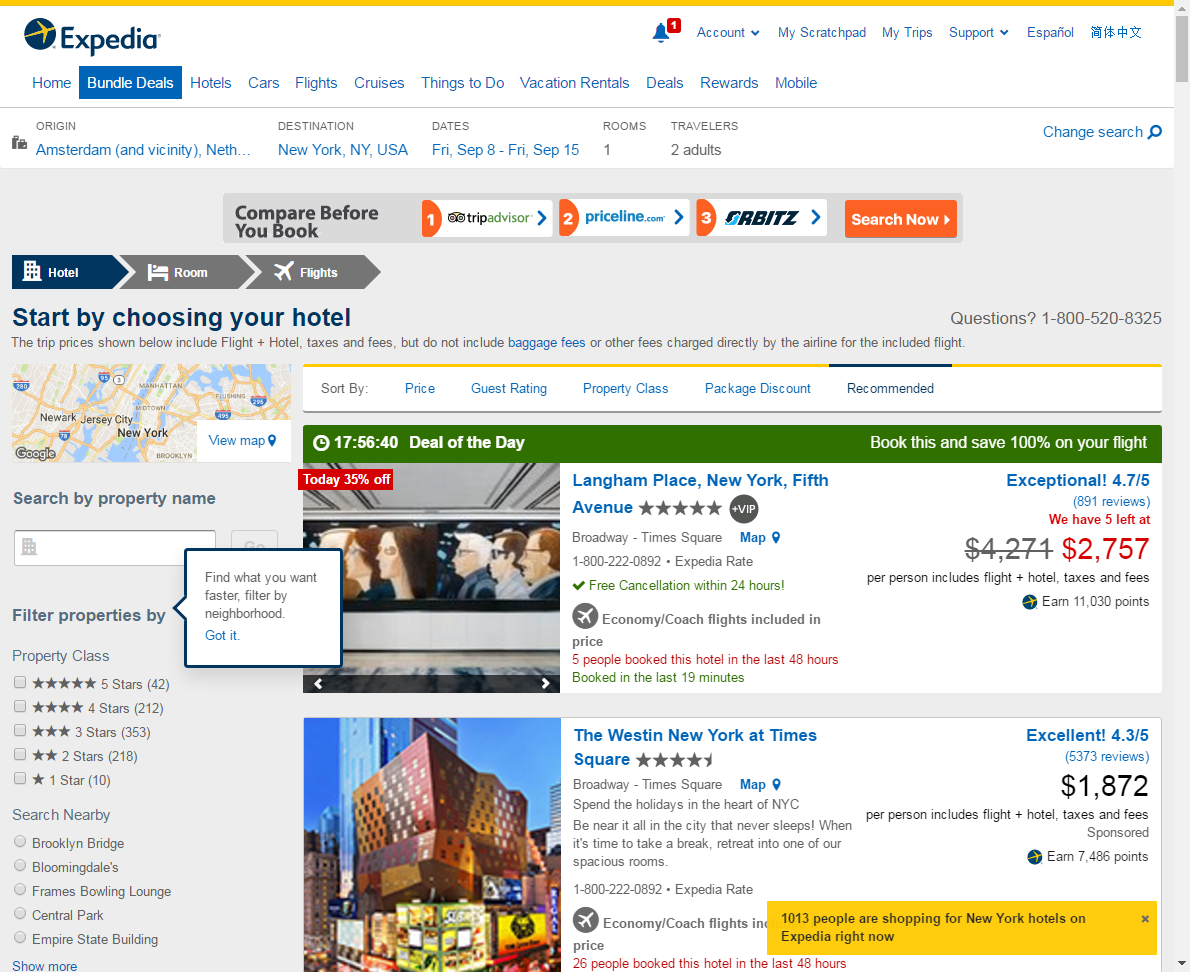 Expedia
1
Account
My Scratchpad
My Trips
Support
Español
简体中文
Home
Bundle Deals
Hotels
Cars
Flights
Cruises
Things to Do
Vacation Rentals
Deals
Rewards
Mobile
ORIGIN
Amsterdam (and vicinity), Neth...
DESTINATION
New York, NY, USA
DATES
Fri, Sep 8 - Fri, Sep 15
ROOMS
1
TRAVELERS
2 adults
Change search
Compare Before
You Book
1 tripadvisor
2 priceline.com
3 ORBITZ
Search Now
Hotel
Room
Flights
Start by choosing your hotel
Questions? 1-800-520-8325
The trip prices shown below include Flight + Hotel, taxes and fees, but do not include baggage fees or other fees charged directly by the airline for the included flight.
280
95
3
MANHATTAN
FLUSHING
MIDTOWN
295
Newark
Jersey City
495
78
New York
BROOKLYN
Google
View map
Sort By:
Price
Guest Rating
Property Class
Package Discount
Recommended
Search by property name
Go
Find what you want
faster, filter by
neighborhood.
Got it.
Filter properties by
Property Class
5 Stars (42)
4 Stars (212)
3 Stars (353)
2 Stars (218)
1 Star (10)
Search Nearby
Brooklyn Bridge
Bloomingdale's
Frames Bowling Lounge
Central Park
Empire State Building
Show more
17:56:40 Deal of the Day
Book this and save 100% on your flight
Today 35% off
Langham Place, New York, Fifth
Avenue
+VIP
Broadway - Times Square
Map
1-800-222-0892 • Expedia Rate
Free Cancellation within 24 hours!
Economy/Coach flights included in
price
5 people booked this hotel in the last 48 hours
Booked in the last 19 minutes
Exceptional! 4.7/5
(891 reviews)
We have 5 left at
$4,271 $2,757
per person includes flight + hotel, taxes and fees
Earn 11,030 points
The Westin New York at Times
Square
Broadway - Times Square
Map
Spend the holidays in the heart of NYC
Be near it all in the city that never sleeps! When
it's time to take a break, retreat into one of our
spacious rooms.
1-800-222-0892 • Expedia Rate
Economy/Coach flights inc
price
26 people booked this hotel in the last 48 hours
Excellent! 4.3/5
(5373 reviews)
$1,872
per person includes flight + hotel, taxes and fees
Sponsored
Earn 7,486 points
1013 people are shopping for New York hotels on
Expedia right now